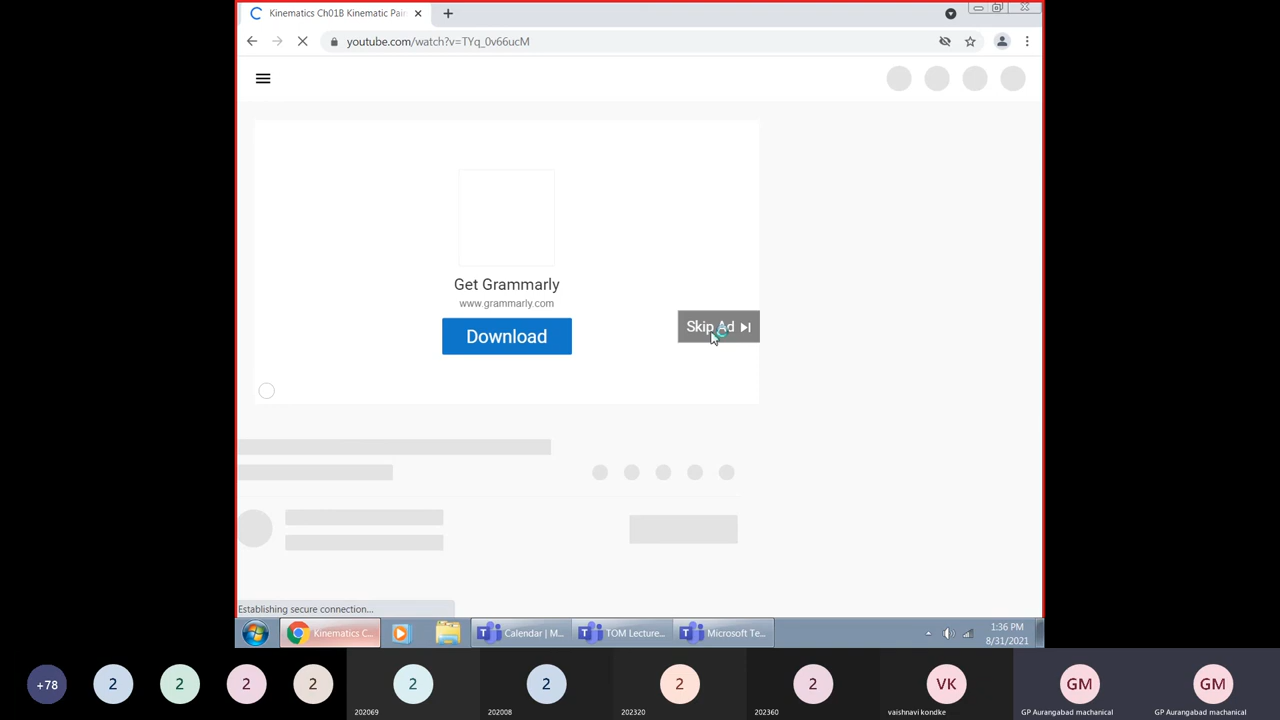 Kinematics Ch01B Kinematic Pair
youtube.com/watch?v=TYq_0v66ucM
Get Grammarly
www.grammarly.com
Download
Skip Ad
Establishing secure connection...
Kinematics C...
Calendar | M...
TOM Lecture...
Microsoft Te...
1:36 PM
8/31/2021
+78
2
2
2
2
2
2
2
2
VK
GM
GM
202069
202008
202320
202360
vaishnavi kondke
GP Aurangabad machanical
GP Aurangabad machanical